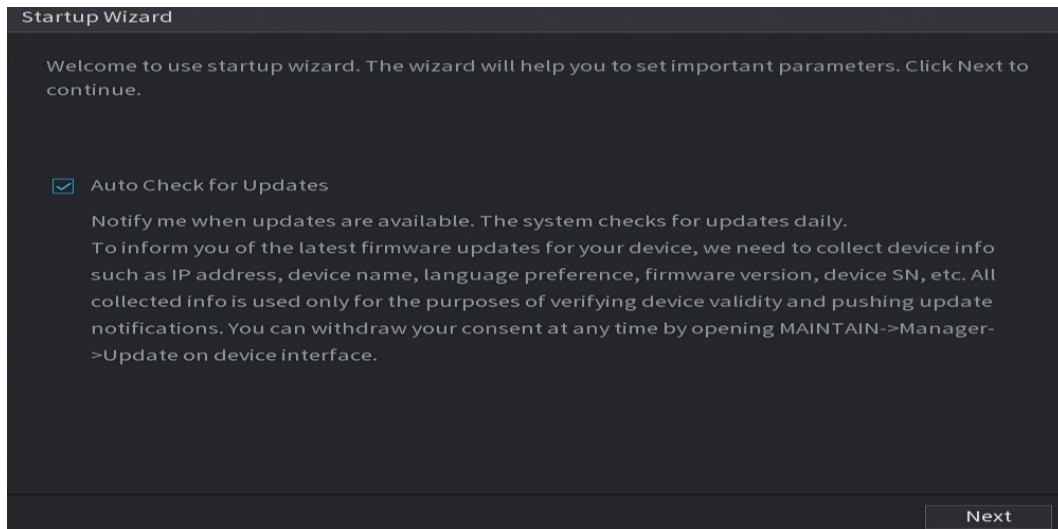 Startup Wizard
Welcome to use startup wizard. The wizard will help you to set important parameters. Click Next to
continue.
Auto Check for Updates
Notify me when updates are available. The system checks for updates daily.
To inform you of the latest firmware updates for your device, we need to collect device info
such as IP address, device name, language preference, firmware version, device SN, etc. All
collected info is used only for the purposes of verifying device validity and pushing update
notifications. You can withdraw your consent at any time by opening MAINTAIN->Manager-
>Update on device interface.
Next